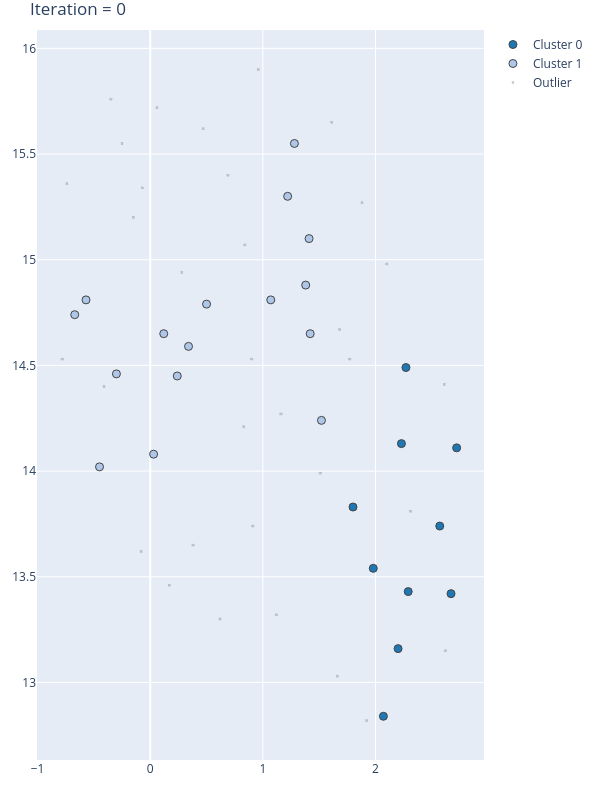 Iteration = 0
Cluster 0
Cluster 1
Outlier
16
15.5
15
14.5
14
13.5
13
−1
0
1
2